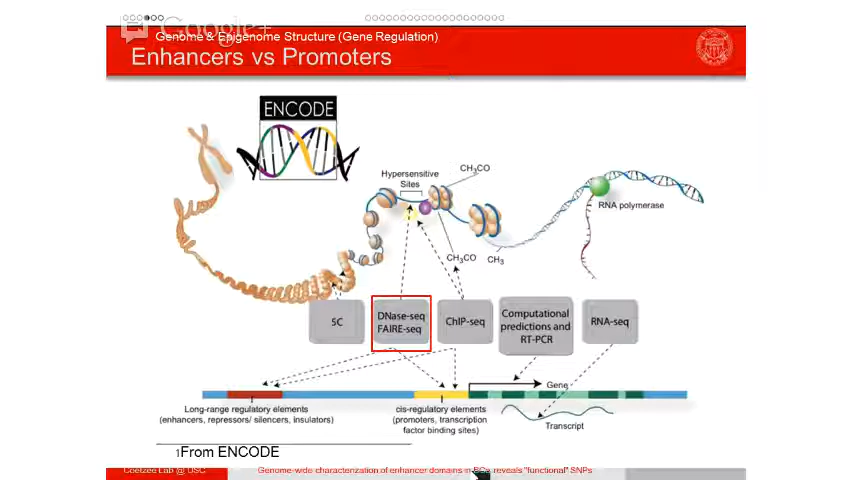 Google+
Genome & Epigenome Structure (Gene Regulation)
Enhancers vs Promoters
ENCODE
Hypersensitive
Sites
CH3CO
RNA polymerase
CH3CO
CH3
5C
DNase-seq
FAIRE-seq
ChIP-seq
Computational
predictions and
RT-PCR
RNA-seq
Gene
Long-range regulatory elements
(enhancers, repressors/ silencers, insulators)
cis-regulatory elements
(promoters, transcription
factor binding sites)
Transcript
1From ENCODE
Coetzee Lab @ USC
Genome-wide characterization of enhancer domains in PCa reveals "functional" SNPs